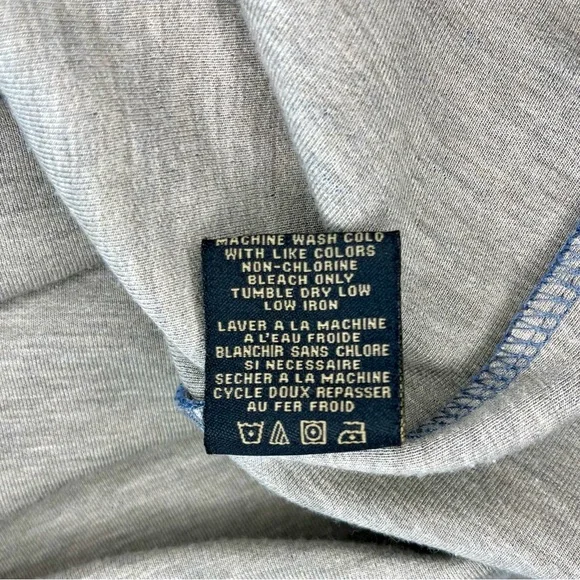 MACHINE WASH COLD
WITH LIKE COLORS
NON-CHLORINE
BLEACH ONLY
TUMBLE DRY LOW
LOW IRON
LAVER A LA MACHINE
A L'EAU FROIDE
BLANCHIR SANS CHLORE
SI NECESSAIRE
SECHER A LA MACHINE
CYCLE DOUX REPASSER
AU FER FROID